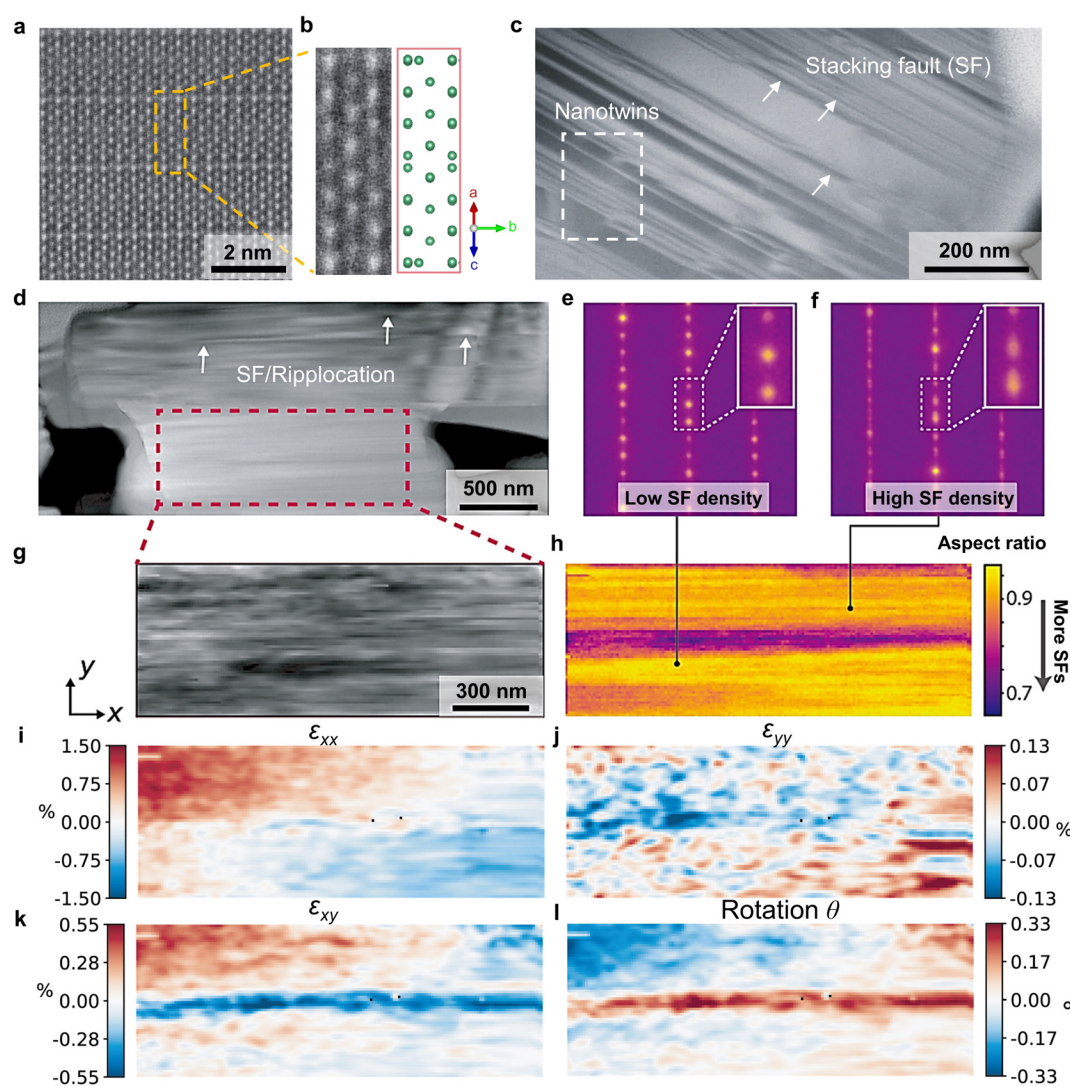 a
2 nm
b
a
b
c
c
Stacking fault (SF)
Nanotwins
200 nm
d
SF/Ripplocation
500 nm
e
Low SF density
f
High SF density
g
y
x
300 nm
h
Aspect ratio
0.9
0.7
More SFs
i
εxx
1.50
0.75
%
0.00
-0.75
-1.50
j
εyy
0.13
0.07
0.00
%
-0.07
-0.13
k
εxy
0.55
0.28
%
0.00
-0.28
-0.55
l
Rotation θ
0.33
0.17
0.00
°
-0.17
-0.33